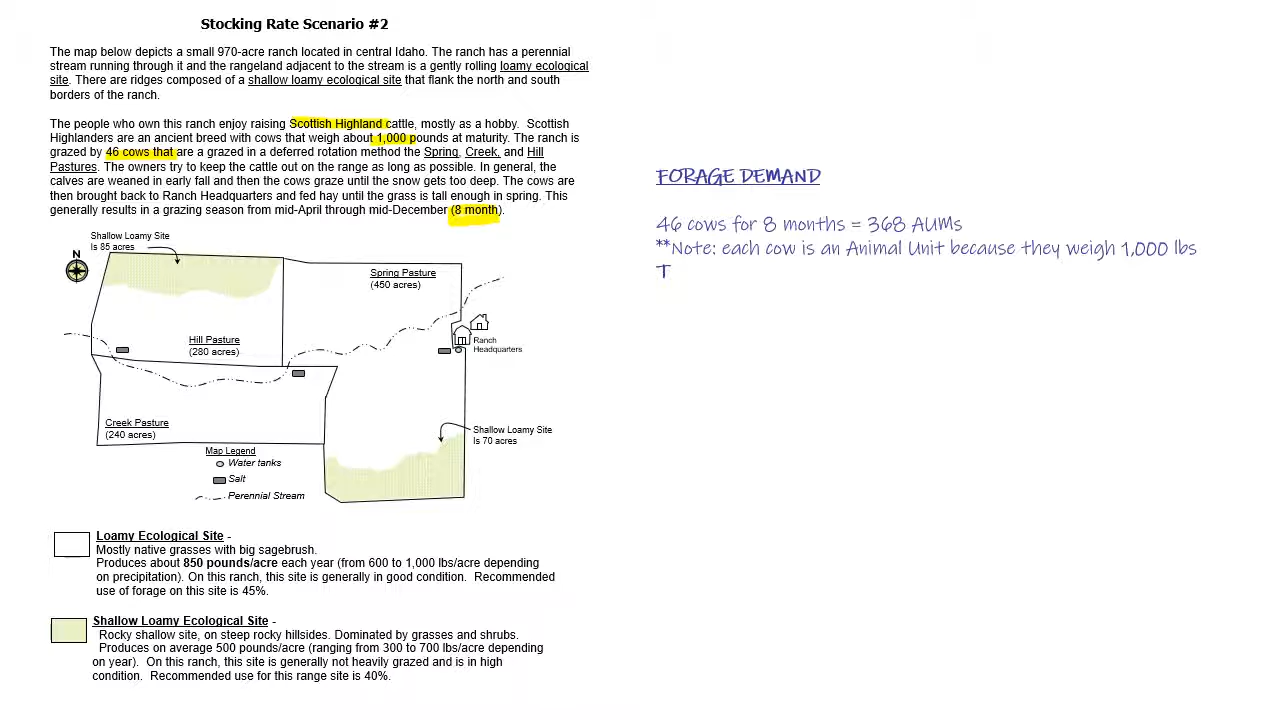 Stocking Rate Scenario #2
The map below depicts a small 970-acre ranch located in central Idaho. The ranch has a perennial
stream running through it and the rangeland adjacent to the stream is a gently rolling loamy ecological
site. There are ridges composed of a shallow loamy ecological site that flank the north and south
borders of the ranch.
The people who own this ranch enjoy raising Scottish Highland cattle, mostly as a hobby. Scottish
Highlanders are an ancient breed with cows that weigh about 1,000 pounds at maturity. The ranch is
grazed by 46 cows that are a grazed in a deferred rotation method the Spring, Creek, and Hill
Pastures. The owners try to keep the cattle out on the range as long as possible. In general, the
calves are weaned in early fall and then the cows graze until the snow gets too deep. The cows are
then brought back to Ranch Headquarters and fed hay until the grass is tall enough in spring. This
generally results in a grazing season from mid-April through mid-December (8 month).
Shallow Loamy Site
Is 85 acres
N
Spring Pasture
(450 acres)
Hill Pasture
(280 acres)
Ranch
Headquarters
Creek Pasture
(240 acres)
Shallow Loamy Site
Is 70 acres
Map Legend
Water tanks
Salt
Perennial Stream
Loamy Ecological Site -
Mostly native grasses with big sagebrush.
Produces about 850 pounds/acre each year (from 600 to 1,000 lbs/acre depending
on precipitation). On this ranch, this site is generally in good condition. Recommended
use of forage on this site is 45%.
Shallow Loamy Ecological Site -
Rocky shallow site, on steep rocky hillsides. Dominated by grasses and shrubs.
Produces on average 500 pounds/acre (ranging from 300 to 700 lbs/acre depending
on year). On this ranch, this site is generally not heavily grazed and is in high
condition. Recommended use for this range site is 40%.
FORAGE DEMAND
46 cows for 8 months = 368 AUMs
**Note: each cow is an Animal Unit because they weigh 1,000 lbs
T